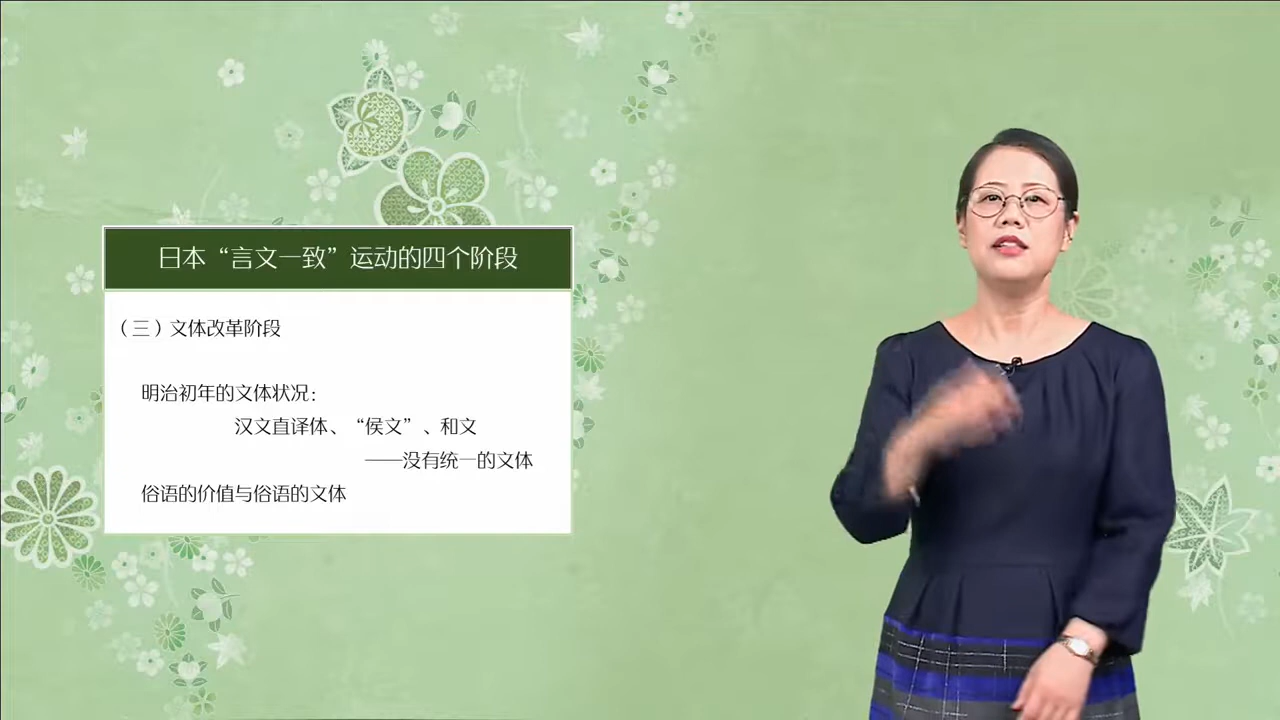 日本“言文一致”运动的四个阶段
（三）文体改革阶段
明治初年的文体状况：
汉文直译体、“侯文”、和文
——没有统一的文体
俗语的价值与俗语的文体